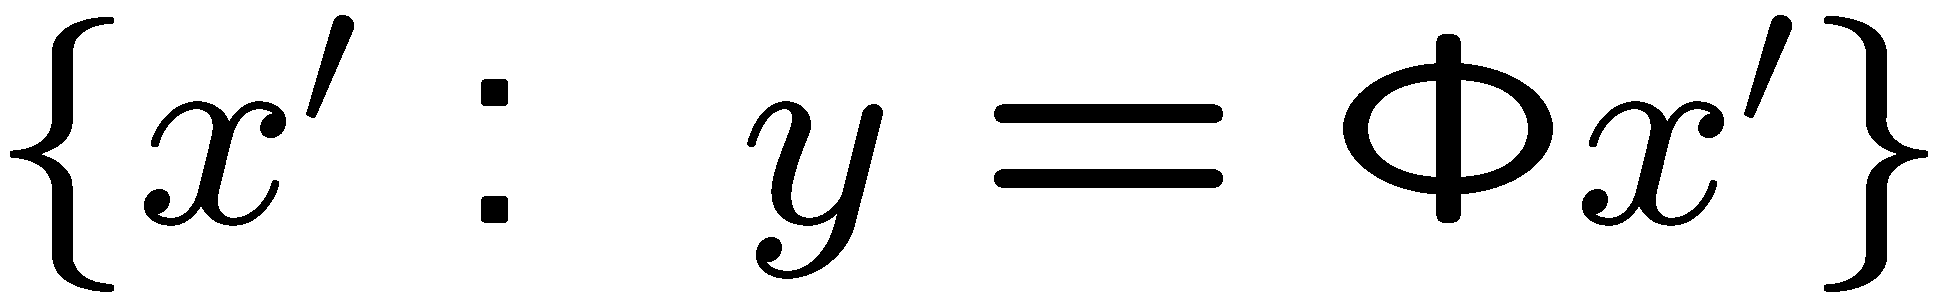 {x′ : y = Φx′}